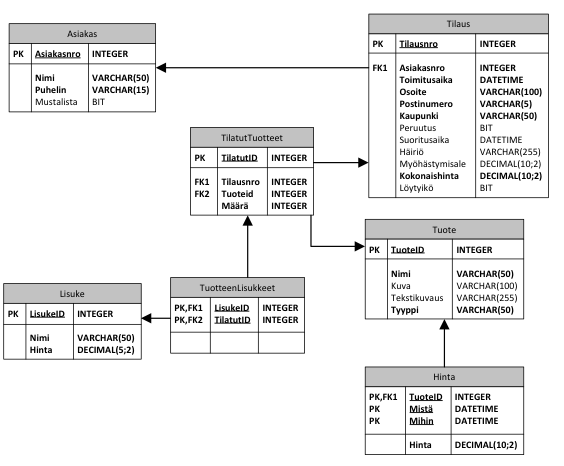 Asiakas
PK Asiakasnro INTEGER
Nimi VARCHAR(50)
Puhelin VARCHAR(15)
Mustalista BIT
Tilaus
PK Tilausnro INTEGER
FK1 Asiakasnro INTEGER
Toimitusaika DATETIME
Osoite VARCHAR(100)
Postinumero VARCHAR(5)
Kaupunki VARCHAR(50)
Peruutus BIT
Suoritusaika DATETIME
Häiriö VARCHAR(255)
Myöhästymisale DECIMAL(10;2)
Kokonaishinta DECIMAL(10;2)
Löytyikö BIT
TilatutTuotteet
PK TilatutID INTEGER
FK1 Tilausnro INTEGER
FK2 Tuoteid INTEGER
Määrä INTEGER
Tuote
PK TuoteID INTEGER
Nimi VARCHAR(50)
Kuva VARCHAR(100)
Tekstikuvaus VARCHAR(255)
Tyyppi VARCHAR(50)
Lisuke
PK LisukeID INTEGER
Nimi VARCHAR(50)
Hinta DECIMAL(5;2)
TuotteenLisukkeet
PK,FK1 LisukeID INTEGER
PK,FK2 TilatutID INTEGER
Hinta
PK,FK1 TuoteID INTEGER
PK Mistä DATETIME
PK Mihin DATETIME
Hinta DECIMAL(10;2)